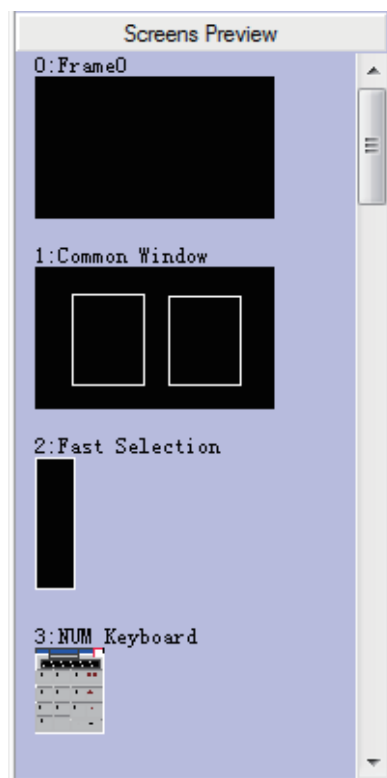 Screens Preview
0:Frame0
1:Common Window
2:Fast Selection
3:NUM Keyboard